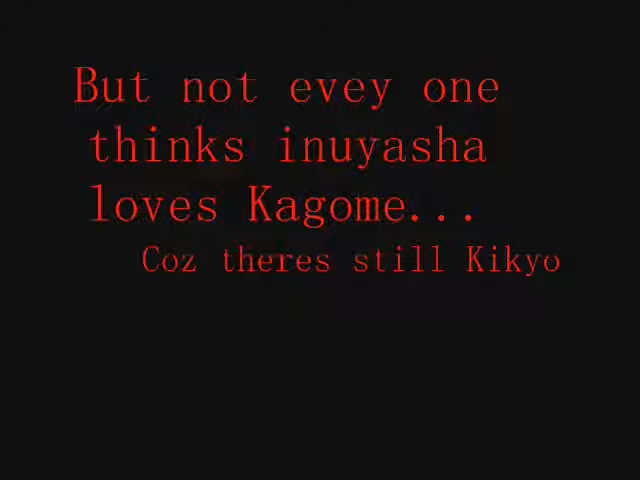 But not evey one
thinks inuyasha
loves Kagome...
Coz theres still Kikyo